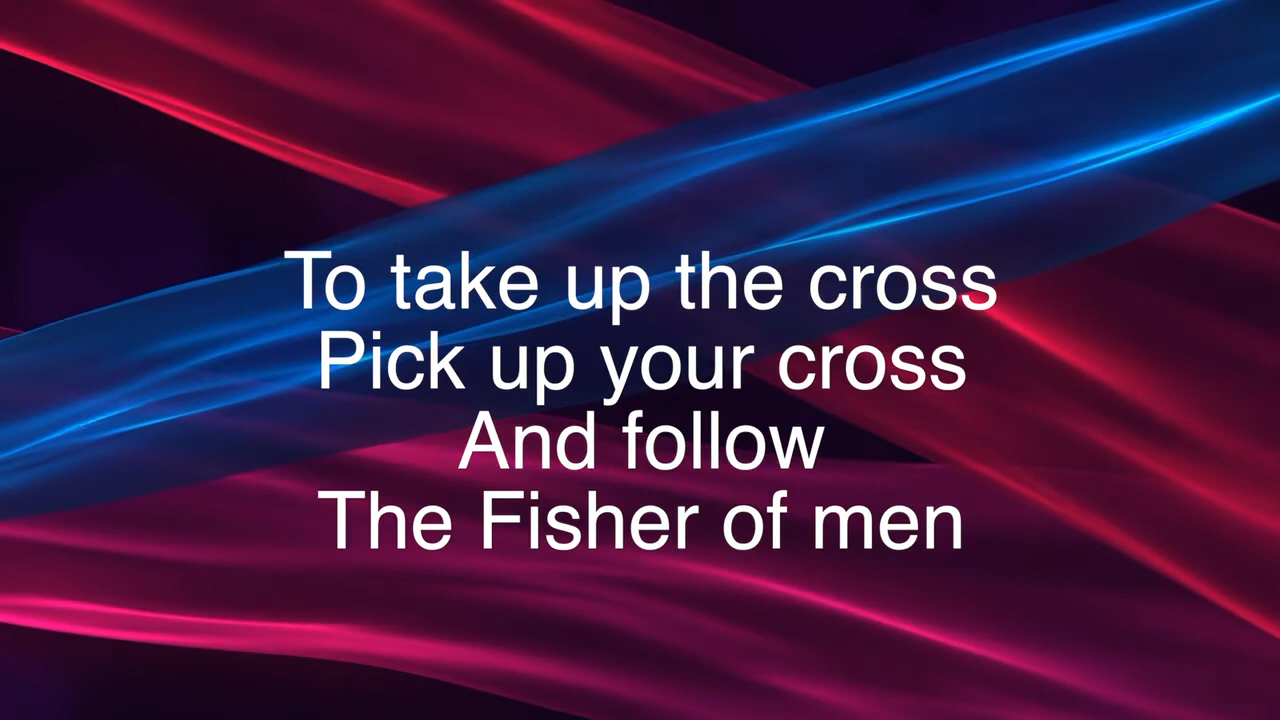 To take up the cross
Pick up your cross
And follow
The Fisher of men